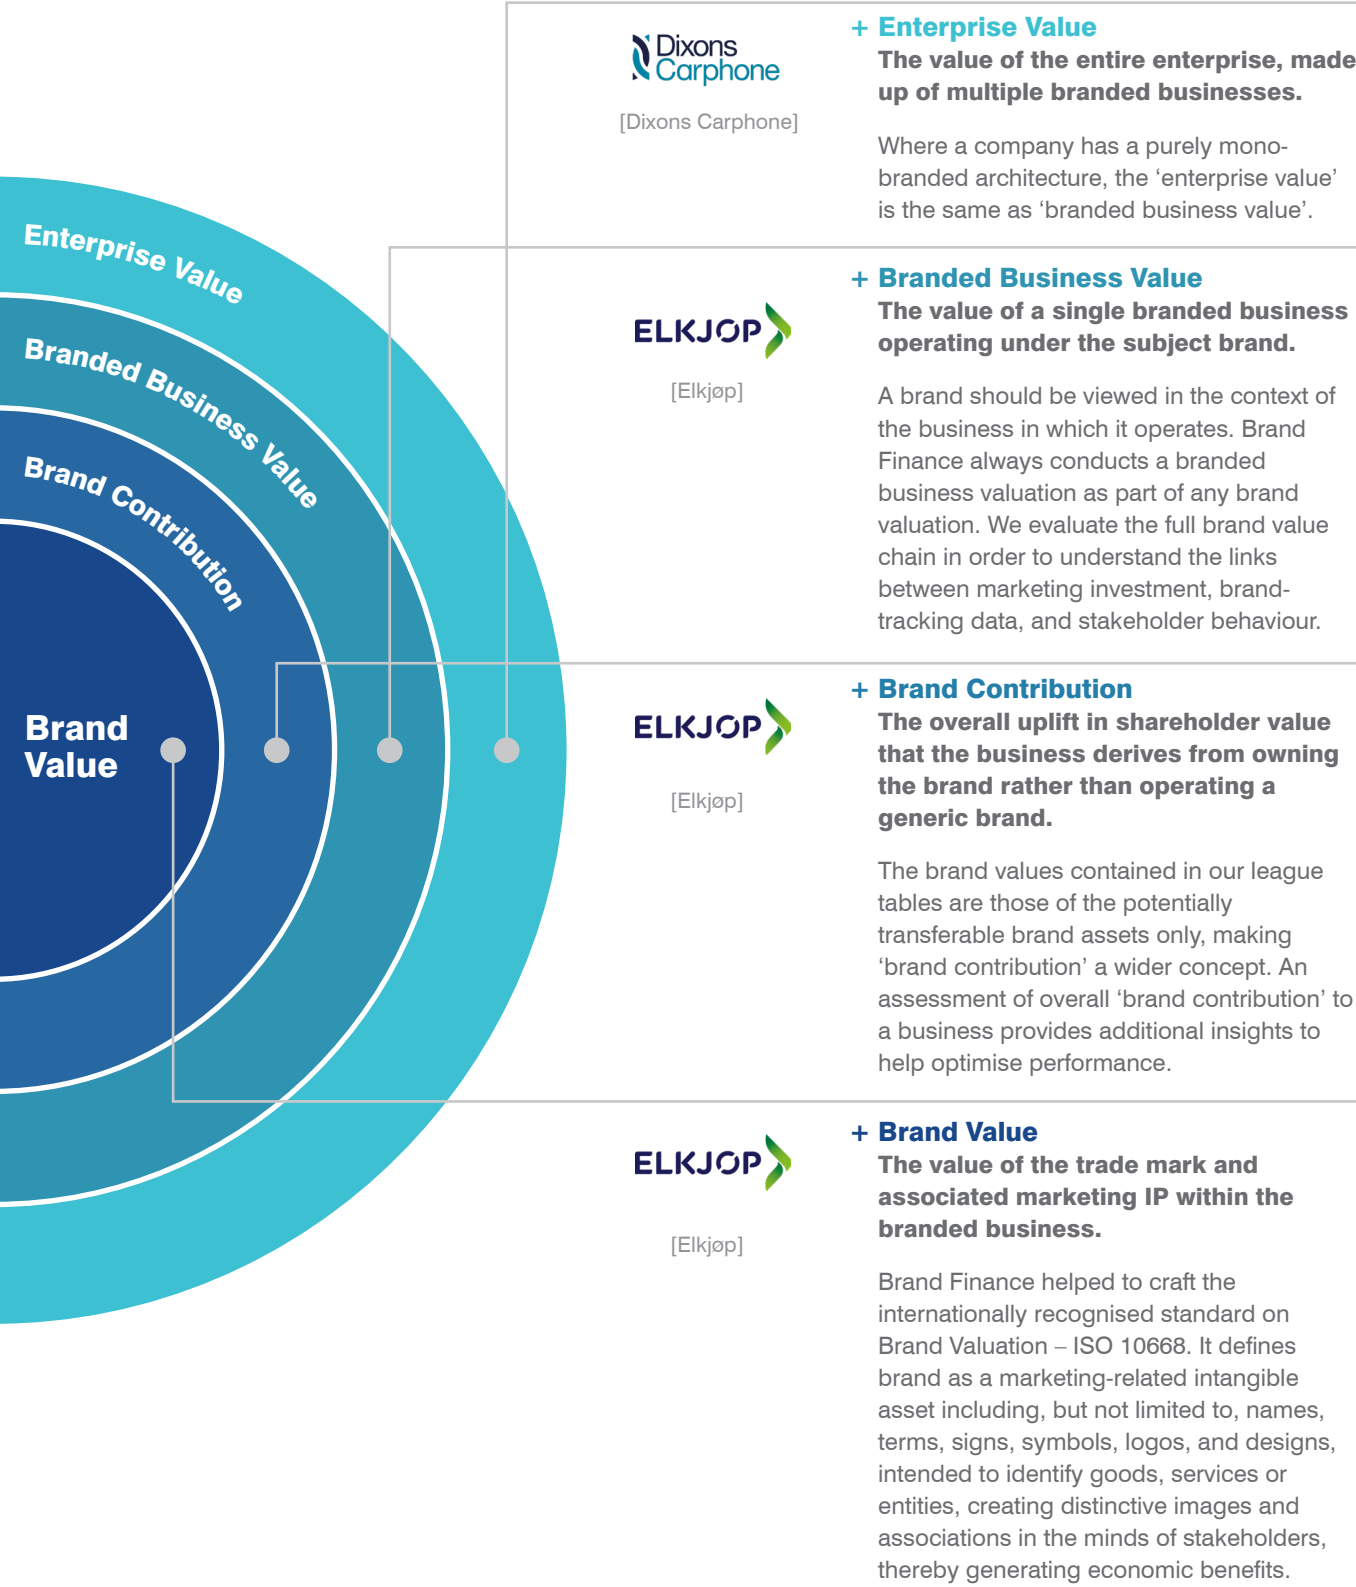 Enterprise Value
Branded Business Value
Brand Contribution
Brand
Value
Dixons
Carphone
[Dixons Carphone]
+ Enterprise Value
The value of the entire enterprise, made
up of multiple branded businesses.
Where a company has a purely mono-
branded architecture, the ‘enterprise value’
is the same as ‘branded business value’.
ELKJØP
[Elkjøp]
+ Branded Business Value
The value of a single branded business
operating under the subject brand.
A brand should be viewed in the context of
the business in which it operates. Brand
Finance always conducts a branded
business valuation as part of any brand
valuation. We evaluate the full brand value
chain in order to understand the links
between marketing investment, brand-
tracking data, and stakeholder behaviour.
ELKJØP
[Elkjøp]
+ Brand Contribution
The overall uplift in shareholder value
that the business derives from owning
the brand rather than operating a
generic brand.
The brand values contained in our league
tables are those of the potentially
transferable brand assets only, making
‘brand contribution’ a wider concept. An
assessment of overall ‘brand contribution’ to
a business provides additional insights to
help optimise performance.
ELKJØP
[Elkjøp]
+ Brand Value
The value of the trade mark and
associated marketing IP within the
branded business.
Brand Finance helped to craft the
internationally recognised standard on
Brand Valuation – ISO 10668. It defines
brand as a marketing-related intangible
asset including, but not limited to, names,
terms, signs, symbols, logos, and designs,
intended to identify goods, services or
entities, creating distinctive images and
associations in the minds of stakeholders,
thereby generating economic benefits.